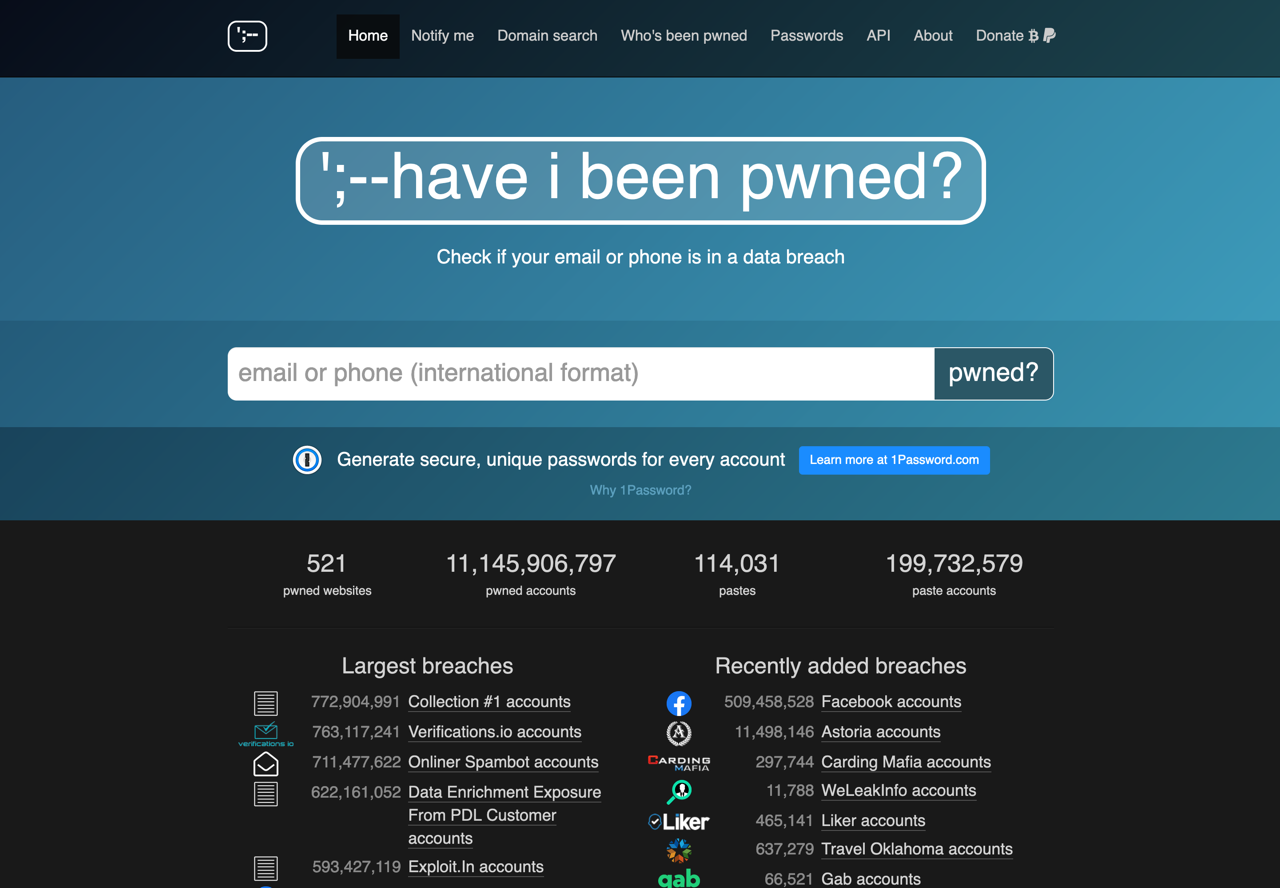 ';--
Home Notify me Domain search Who's been pwned Passwords API About Donate
';--have i been pwned?
Check if your email or phone is in a data breach
email or phone (international format) pwned?
Generate secure, unique passwords for every account Learn more at 1Password.com
Why 1Password?
521 11,145,906,797 114,031 199,732,579
pwned websites pwned accounts pastes paste accounts
Largest breaches
772,904,991 Collection #1 accounts
verifications io 763,117,241 Verifications.io accounts
711,477,622 Onliner Spambot accounts
622,161,052 Data Enrichment Exposure
From PDL Customer
accounts
593,427,119 Exploit.In accounts
Recently added breaches
509,458,528 Facebook accounts
11,498,146 Astoria accounts
CARDING MAFIA 297,744 Carding Mafia accounts
11,788 WeLeakInfo accounts
Liker 465,141 Liker accounts
637,279 Travel Oklahoma accounts
gab 66,521 Gab accounts